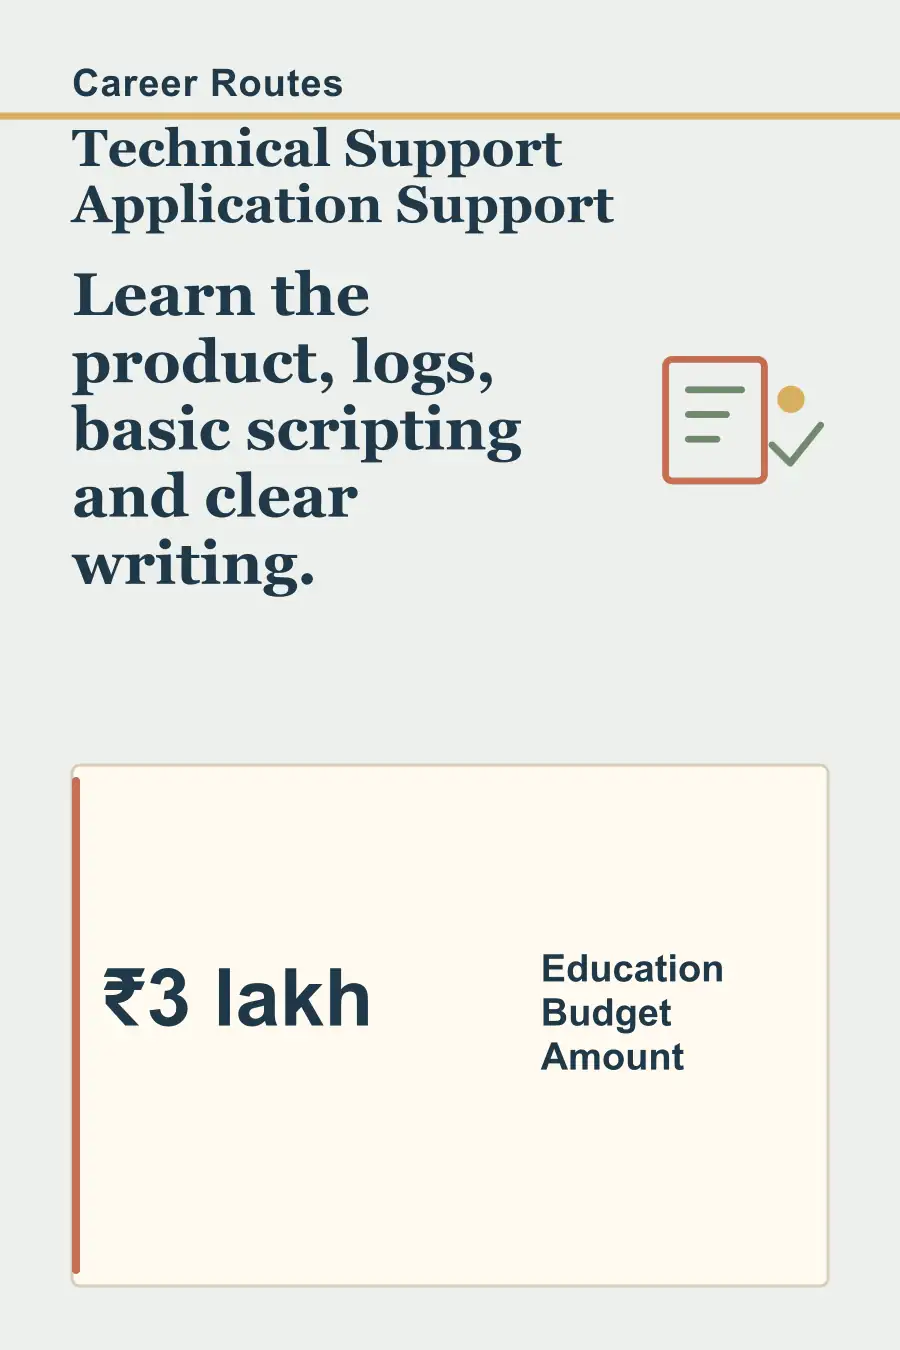 Career Routes
Technical Support
Application Support
Learn the
product, logs,
basic scripting
and clear
writing.
₹3 lakh
Education
Budget
Amount